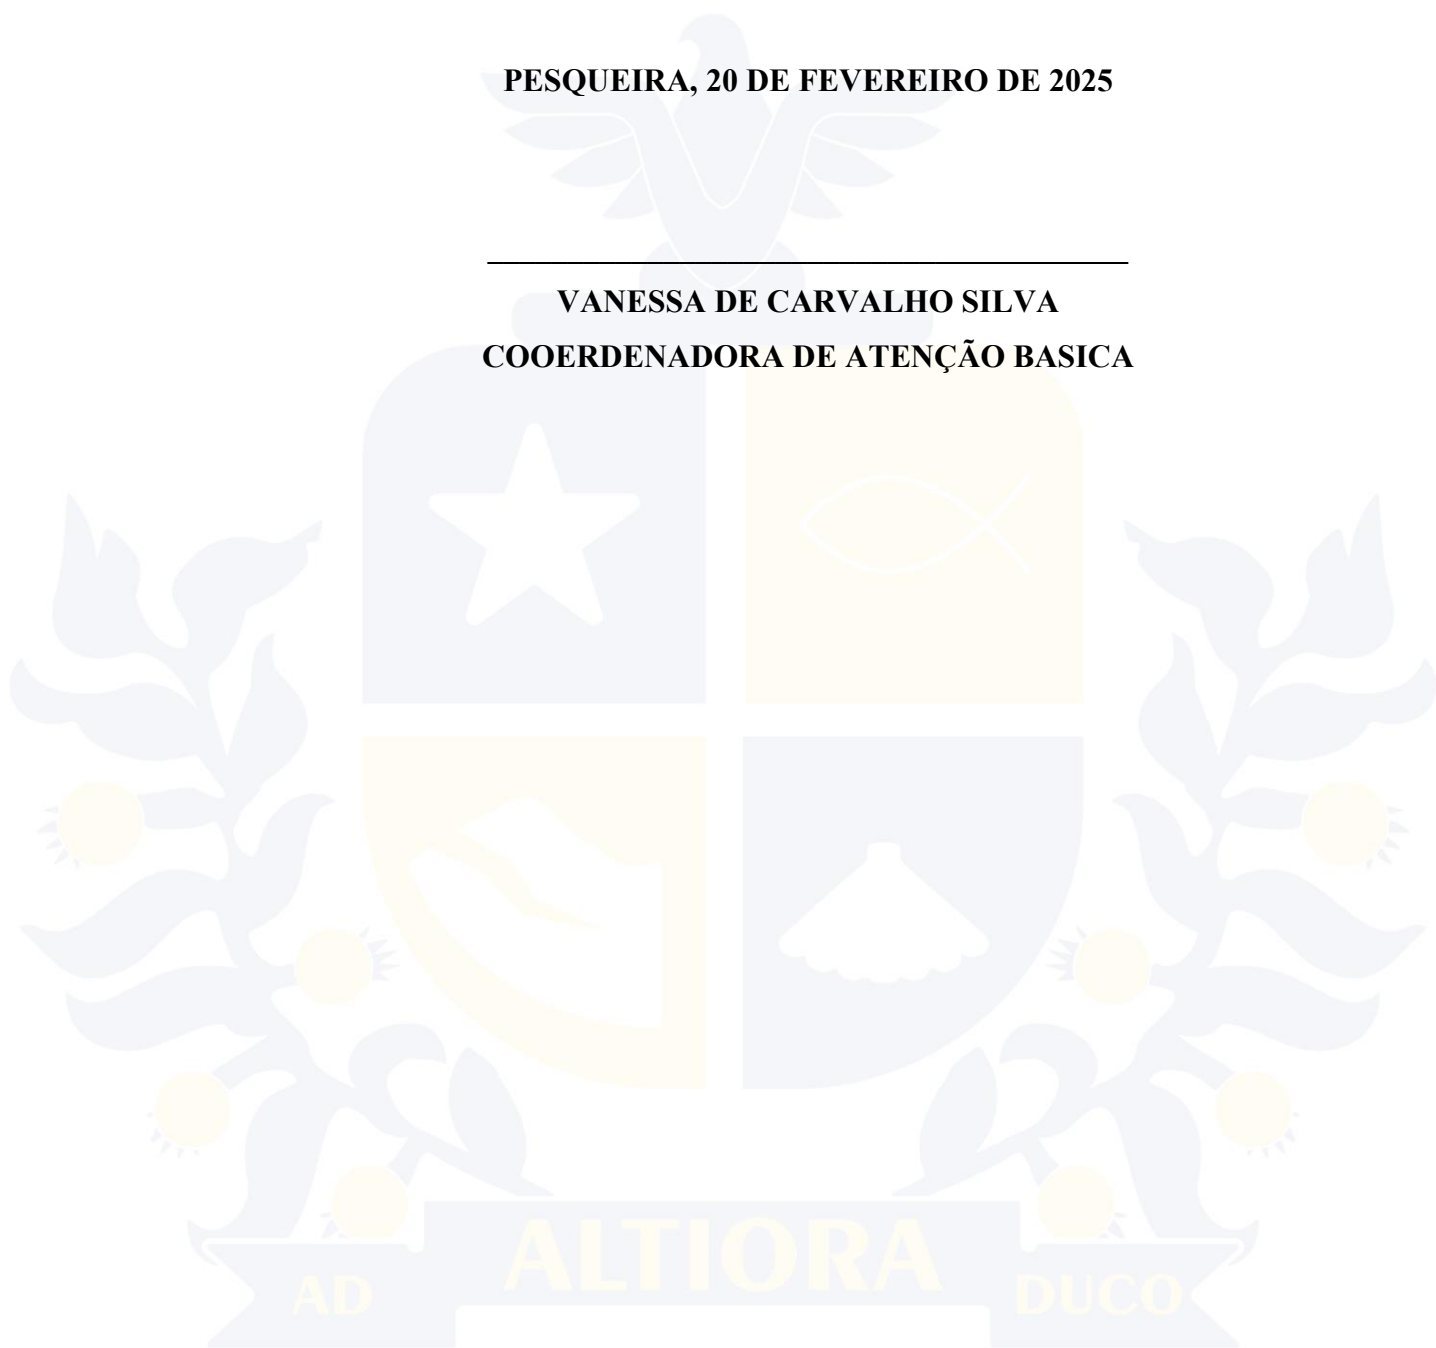 PESQUEIRA, 20 DE FEVEREIRO DE 2025
VANESSA DE CARVALHO SILVA
COOERDENADORA DE ATENÇÃO BASICA
AD ALTIORA DUCO